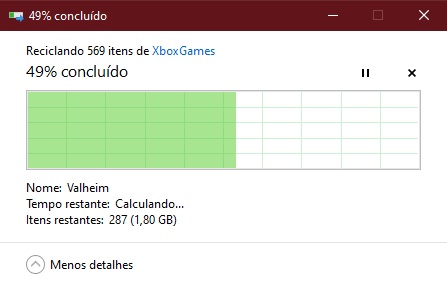 49% concluído
Reciclando 569 itens de XboxGames
49% concluído
Nome: Valheim
Tempo restante: Calculando...
Itens restantes: 287 (1,80 GB)
Menos detalhes